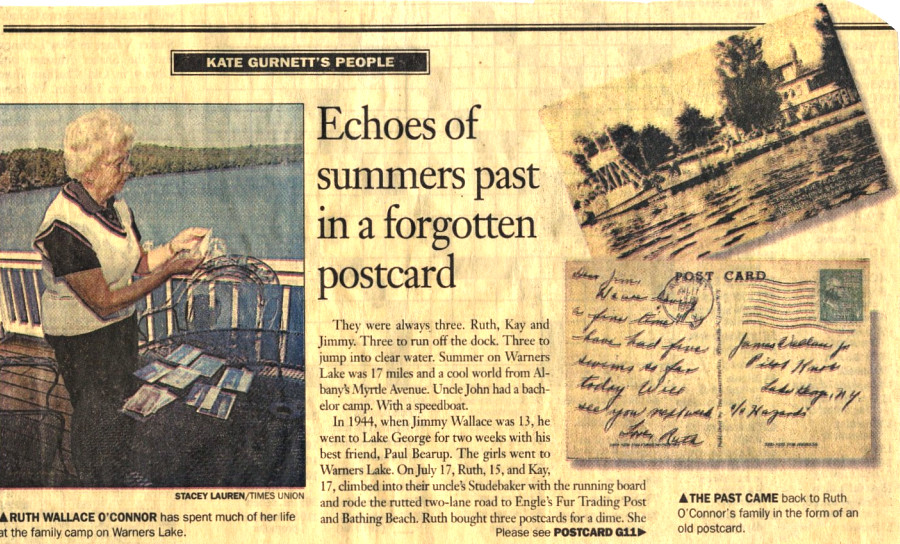 KATE GURNETT'S PEOPLE
Echoes of
summers past
in a forgotten
postcard
They were always three. Ruth, Kay and
Jimmy. Three to run off the dock. Three to
jump into clear water. Summer on Warners
Lake was 17 miles and a cool world from Al-
bany's Myrtle Avenue. Uncle John had a bach-
elor camp. With a speedboat.
In 1944, when Jimmy Wallace was 13, he
went to Lake George for two weeks with his
best friend, Paul Bearup. The girls went to
Warners Lake. On July 17, Ruth, 15, and Kay,
17, climbed into their uncle's Studebaker with the running board
and rode the rutted two-lane road to Engle's Fur Trading Post
and Bathing Beach. Ruth bought three postcards for a dime. She
Please see POSTCARD G11▶
STACEY LAUREN/TIMES UNION
▲RUTH WALLACE O'CONNOR has spent much of her life
at the family camp on Warners Lake.
POST CARD
Dear Jim,
a fine time
have had five
swims so far
today Will
see you next week
Love, Ruth
James Wallace Jr
Pilot Knob
Lake George, N.Y.
▲THE PAST CAME back to Ruth
O'Connor's family in the form of an
old postcard.